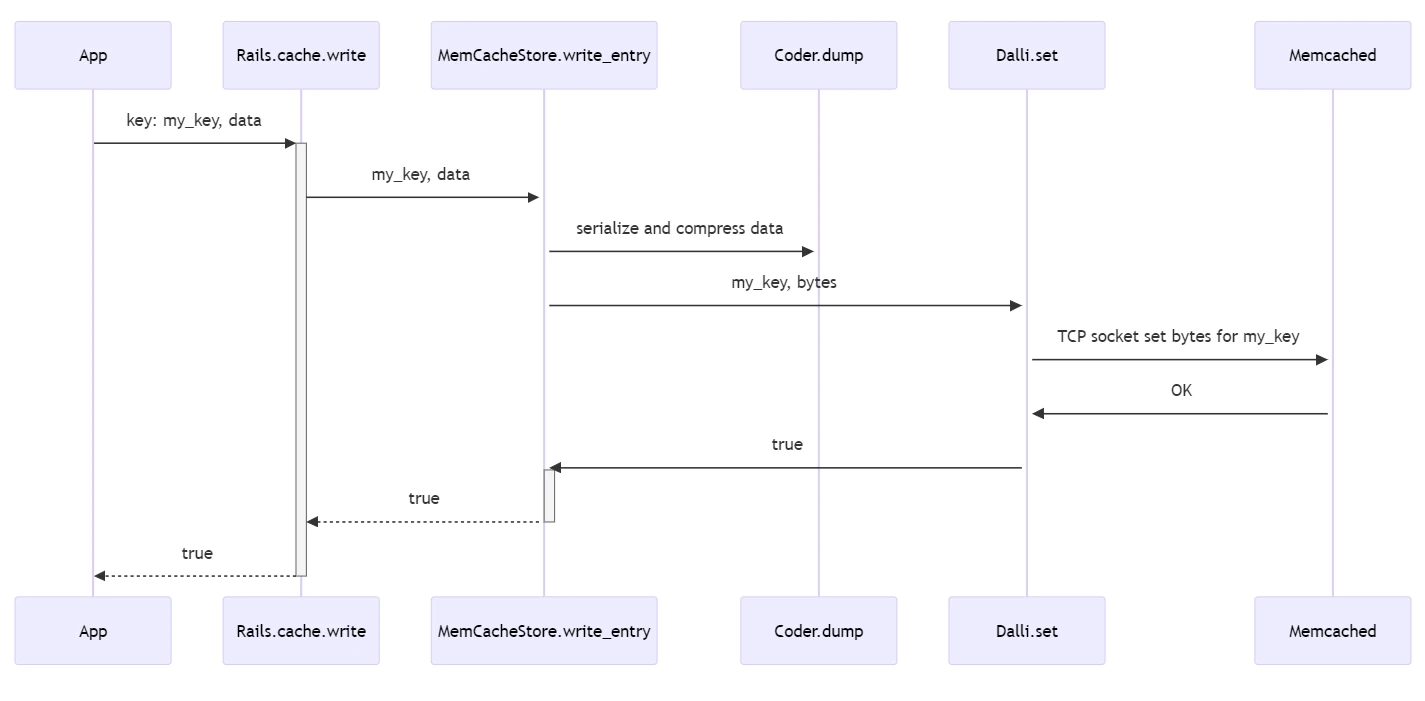 App
Rails.cache.write
MemCacheStore.write_entry
Coder.dump
Dalli.set
Memcached
key: my_key, data
my_key, data
serialize and compress data
my_key, bytes
TCP socket set bytes for my_key
OK
true
true
true
App
Rails.cache.write
MemCacheStore.write_entry
Coder.dump
Dalli.set
Memcached